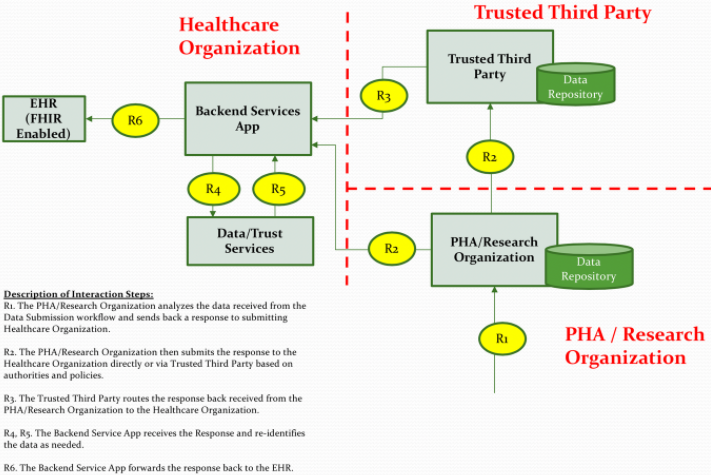 Healthcare
Organization
Trusted Third Party
Trusted Third
Party
Data
Repository
R3
EHR
(FHIR
Enabled)
R6
Backend Services
App
R2
R4
R5
Data/Trust
Services
R2
PHA/Research
Organization
Data
Repository
R1
PHA / Research
Organization
Description of Interaction Steps:
R1. The PHA/Research Organization analyzes the data received from the
Data Submission workflow and sends back a response to submitting
Healthcare Organization.
R2. The PHA/Research Organization then submits the response to the
Healthcare Organization directly or via Trusted Third Party based on
authorities and policies.
R3. The Trusted Third Party routes the response back received from the
PHA/Research Organization to the Healthcare Organization.
R4, R5. The Backend Service App receives the Response and re-identifies
the data as needed.
R6. The Backend Service App forwards the response back to the EHR.